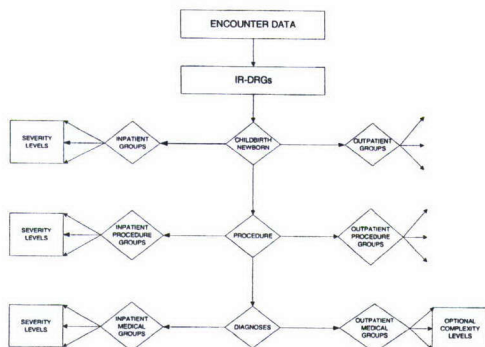 ENCOUNTER DATA
IR-DRGs
SEVERITY
LEVELS
INPATIENT
GROUPS
CHILDBIRTH
NEWBORN
OUTPATIENT
GROUPS
SEVERITY
LEVELS
INPATIENT
PROCEDURE
GROUPS
PROCEDURE
OUTPATIENT
PROCEDURE
GROUPS
SEVERITY
LEVELS
INPATIENT
MEDICAL
GROUPS
DIAGNOSES
OUTPATIENT
MEDICAL
GROUPS
OPTIONAL
COMPLEXITY
LEVELS